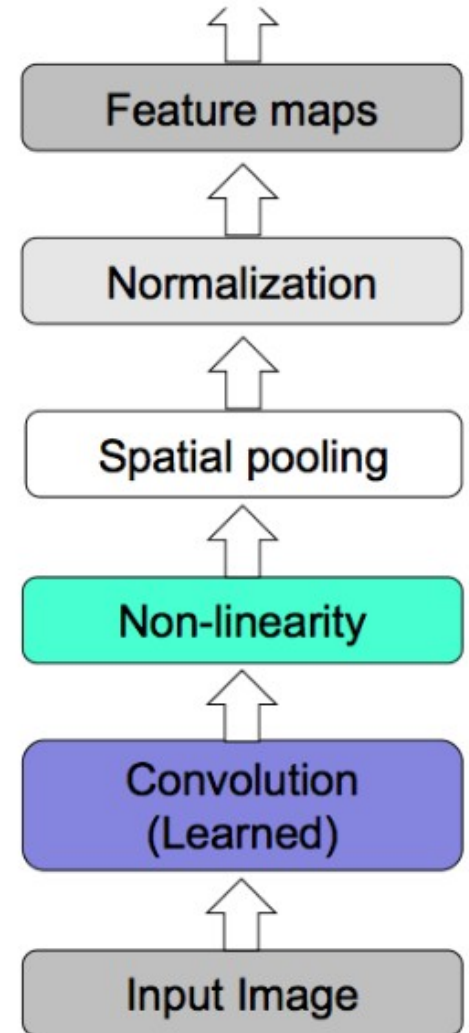 Feature maps
Normalization
Spatial pooling
Non-linearity
Convolution
(Learned)
Input Image